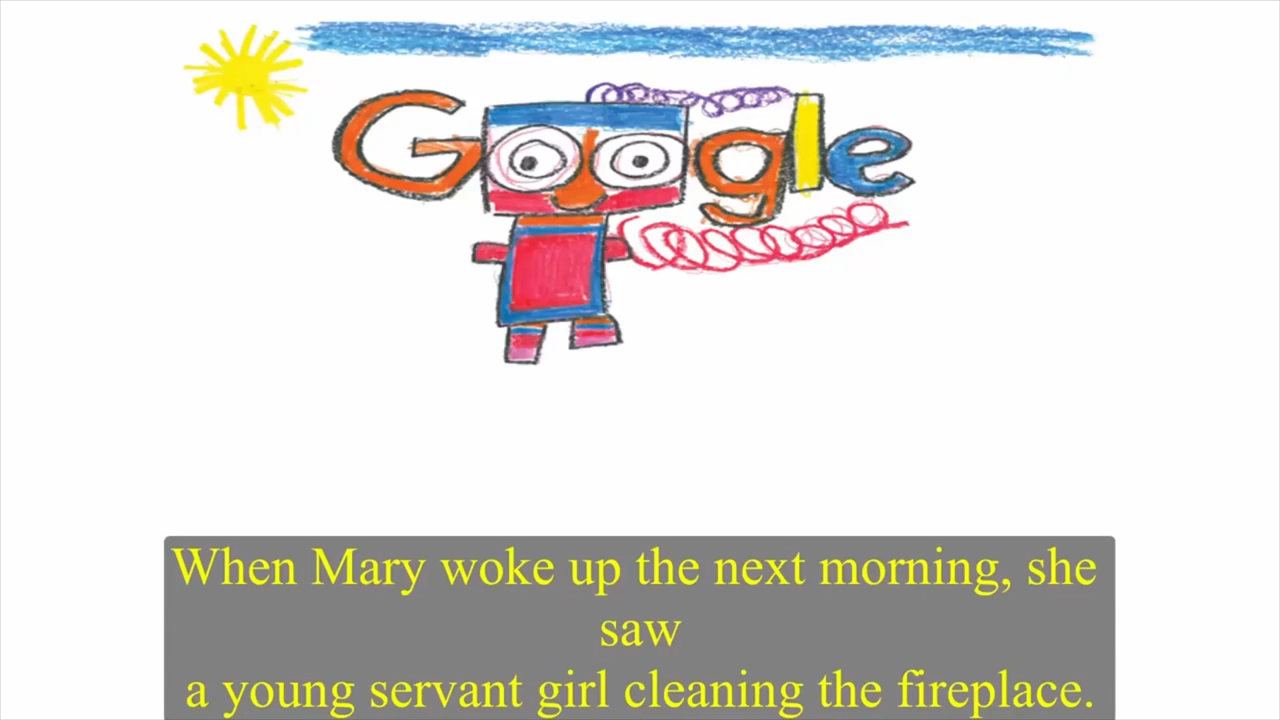 Google
When Mary woke up the next morning, she
saw
a young servant girl cleaning the fireplace.